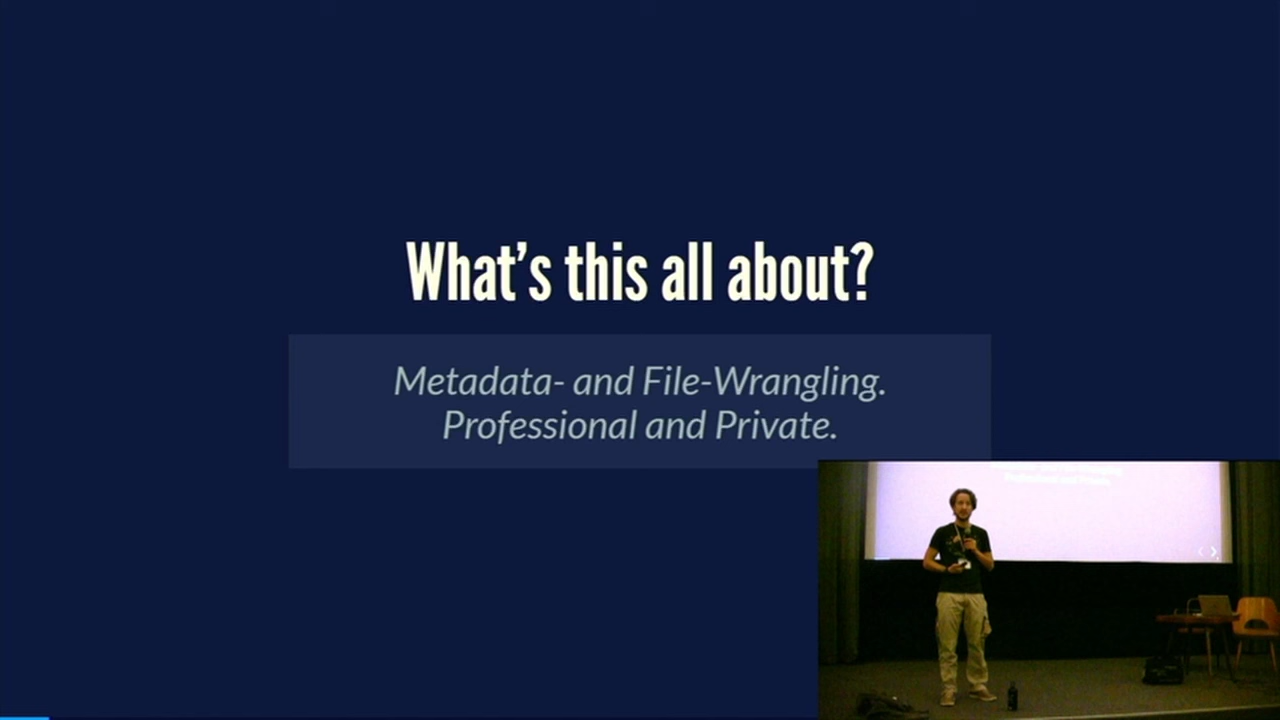 What’s this all about?
Metadata- and File-Wrangling.
Professional and Private.